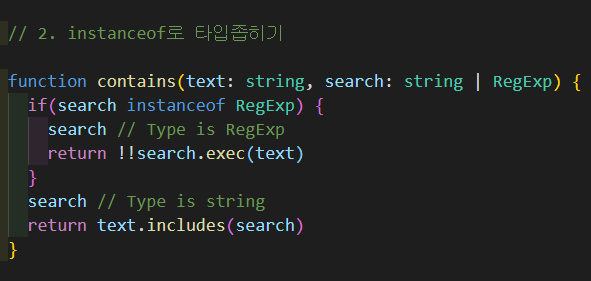 // 2. instanceof로 타입좁히기
function contains(text: string, search: string | RegExp) {
if(search instanceof RegExp) {
search // Type is RegExp
return !!search.exec(text)
}
search // Type is string
return text.includes(search)
}